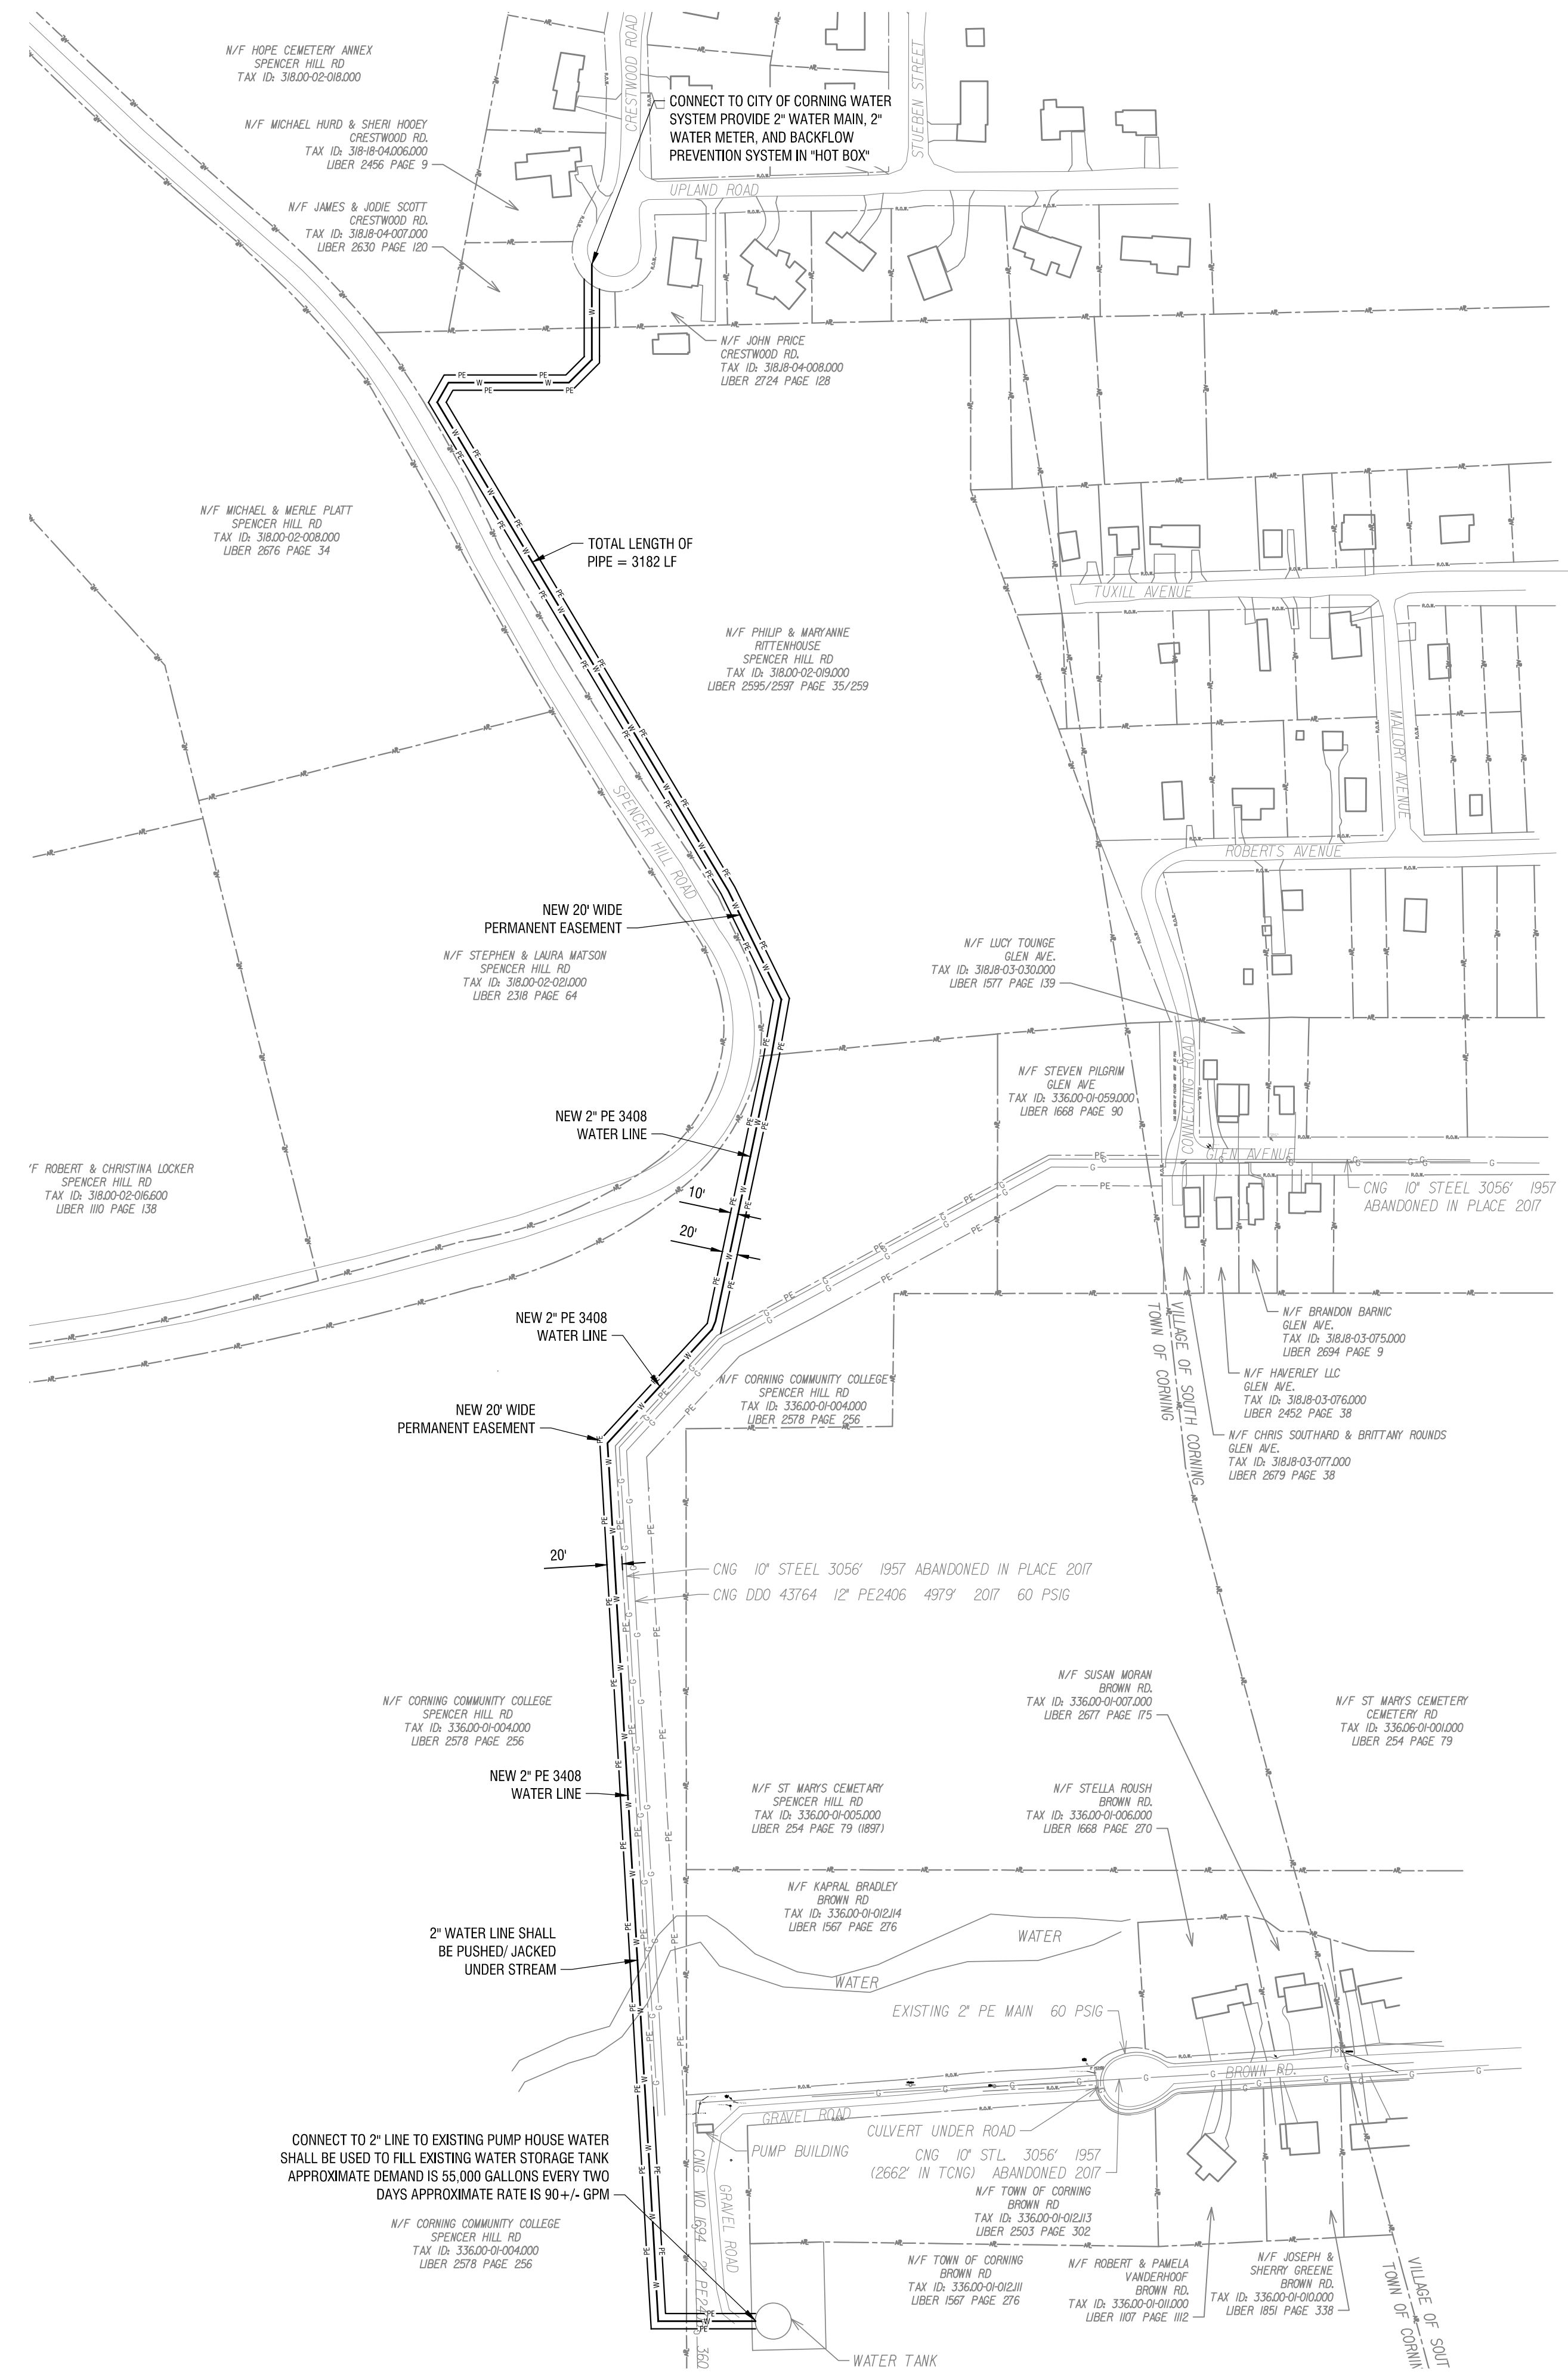 N/F HOPE CEMETERY ANNEX
SPENCER HILL RD
TAX ID: 318.00-02-018.000
CRESTWOOD ROAD
STUEBEN STREET
CONNECT TO CITY OF CORNING WATER
SYSTEM PROVIDE 2" WATER MAIN, 2"
WATER METER, AND BACKFLOW
PREVENTION SYSTEM IN "HOT BOX"
N/F MICHAEL HURD & SHERI HOOEY
CRESTWOOD RD.
TAX ID: 318-18-04.006.000
LIBER 2456 PAGE 9
UPLAND ROAD
N/F JAMES & JODIE SCOTT
CRESTWOOD RD.
TAX ID: 318.18-04-007.000
LIBER 2630 PAGE 120
N/F JOHN PRICE
CRESTWOOD RD.
TAX ID: 318.18-04-008.000
LIBER 2724 PAGE 128
N/F MICHAEL & MERLE PLATT
SPENCER HILL RD
TAX ID: 318.00-02-008.000
LIBER 2676 PAGE 34
TOTAL LENGTH OF
PIPE = 3182 LF
TUXILL AVENUE
N/F PHILIP & MARYANNE
RITTENHOUSE
SPENCER HILL RD
TAX ID: 318.00-02-019.000
LIBER 2595/2597 PAGE 35/259
MALLORY AVENUE
SPENCER HILL ROAD
ROBERTS AVENUE
NEW 20' WIDE
PERMANENT EASEMENT
N/F STEPHEN & LAURA MATSON
SPENCER HILL RD
TAX ID: 318.00-02-021.000
LIBER 2318 PAGE 64
N/F LUCY TOUNGE
GLEN AVE.
TAX ID: 318.18-03-030.000
LIBER 1577 PAGE 139
N/F STEVEN PILGRIM
GLEN AVE
TAX ID: 336.00-01-059.000
LIBER 1668 PAGE 90
CONNECTING ROAD
GLEN AVENUE
NEW 2" PE 3408
WATER LINE
'F ROBERT & CHRISTINA LOCKER
SPENCER HILL RD
TAX ID: 318.00-02-016.600
LIBER 1110 PAGE 138
10'
20'
CNG 10" STEEL 3056' 1957
ABANDONED IN PLACE 2017
NEW 2" PE 3408
WATER LINE
VILLAGE OF SOUTH CORNING
TOWN OF CORNING
N/F BRANDON BARNIC
GLEN AVE.
TAX ID: 318.18-03-075.000
LIBER 2694 PAGE 9
N/F HAVERLEY LLC
GLEN AVE.
TAX ID: 318.18-03-076.000
LIBER 2452 PAGE 38
N/F CORNING COMMUNITY COLLEGE
SPENCER HILL RD
TAX ID: 336.00-01-004.000
LIBER 2578 PAGE 256
NEW 20' WIDE
PERMANENT EASEMENT
N/F CHRIS SOUTHARD & BRITTANY ROUNDS
GLEN AVE.
TAX ID: 318.18-03-077.000
LIBER 2679 PAGE 38
20'
CNG 10" STEEL 3056' 1957 ABANDONED IN PLACE 2017
CNG DDO 43764 12" PE2406 4979' 2017 60 PSIG
N/F SUSAN MORAN
BROWN RD.
TAX ID: 336.00-01-007.000
LIBER 2677 PAGE 175
N/F ST MARYS CEMETERY
CEMETERY RD
TAX ID: 336.06-01-001.000
LIBER 254 PAGE 79
N/F CORNING COMMUNITY COLLEGE
SPENCER HILL RD
TAX ID: 336.00-01-004.000
LIBER 2578 PAGE 256
NEW 2" PE 3408
WATER LINE
N/F ST MARYS CEMETARY
SPENCER HILL RD
TAX ID: 336.00-01-005.000
LIBER 254 PAGE 79 (1897)
N/F STELLA ROUSH
BROWN RD.
TAX ID: 336.00-01-006.000
LIBER 1668 PAGE 270
N/F KAPRAL BRADLEY
BROWN RD
TAX ID: 336.00-01-012.114
LIBER 1567 PAGE 276
2" WATER LINE SHALL
BE PUSHED/ JACKED
UNDER STREAM
WATER
WATER
EXISTING 2" PE MAIN 60 PSIG
BROWN RD.
GRAVEL ROAD
CULVERT UNDER ROAD
PUMP BUILDING
CNG 10" STL. 3056' 1957
(2662' IN TCNG) ABANDONED 2017
CONNECT TO 2" LINE TO EXISTING PUMP HOUSE WATER
SHALL BE USED TO FILL EXISTING WATER STORAGE TANK
APPROXIMATE DEMAND IS 55,000 GALLONS EVERY TWO
DAYS APPROXIMATE RATE IS 90+/- GPM
GRAVEL ROAD
CNG WO 1694
N/F TOWN OF CORNING
BROWN RD
TAX ID: 336.00-01-012.113
LIBER 2503 PAGE 302
N/F CORNING COMMUNITY COLLEGE
SPENCER HILL RD
TAX ID: 336.00-01-004.000
LIBER 2578 PAGE 256
N/F TOWN OF CORNING
BROWN RD
TAX ID: 336.00-01-012.111
LIBER 1567 PAGE 276
N/F ROBERT & PAMELA
VANDERHOOF
BROWN RD.
TAX ID: 336.00-01-011.000
LIBER 1107 PAGE 1112
N/F JOSEPH &
SHERRY GREENE
BROWN RD.
TAX ID: 336.00-01-010.000
LIBER 1851 PAGE 338
VILLAGE OF SOUT
TOWN OF CORNIN
WATER TANK